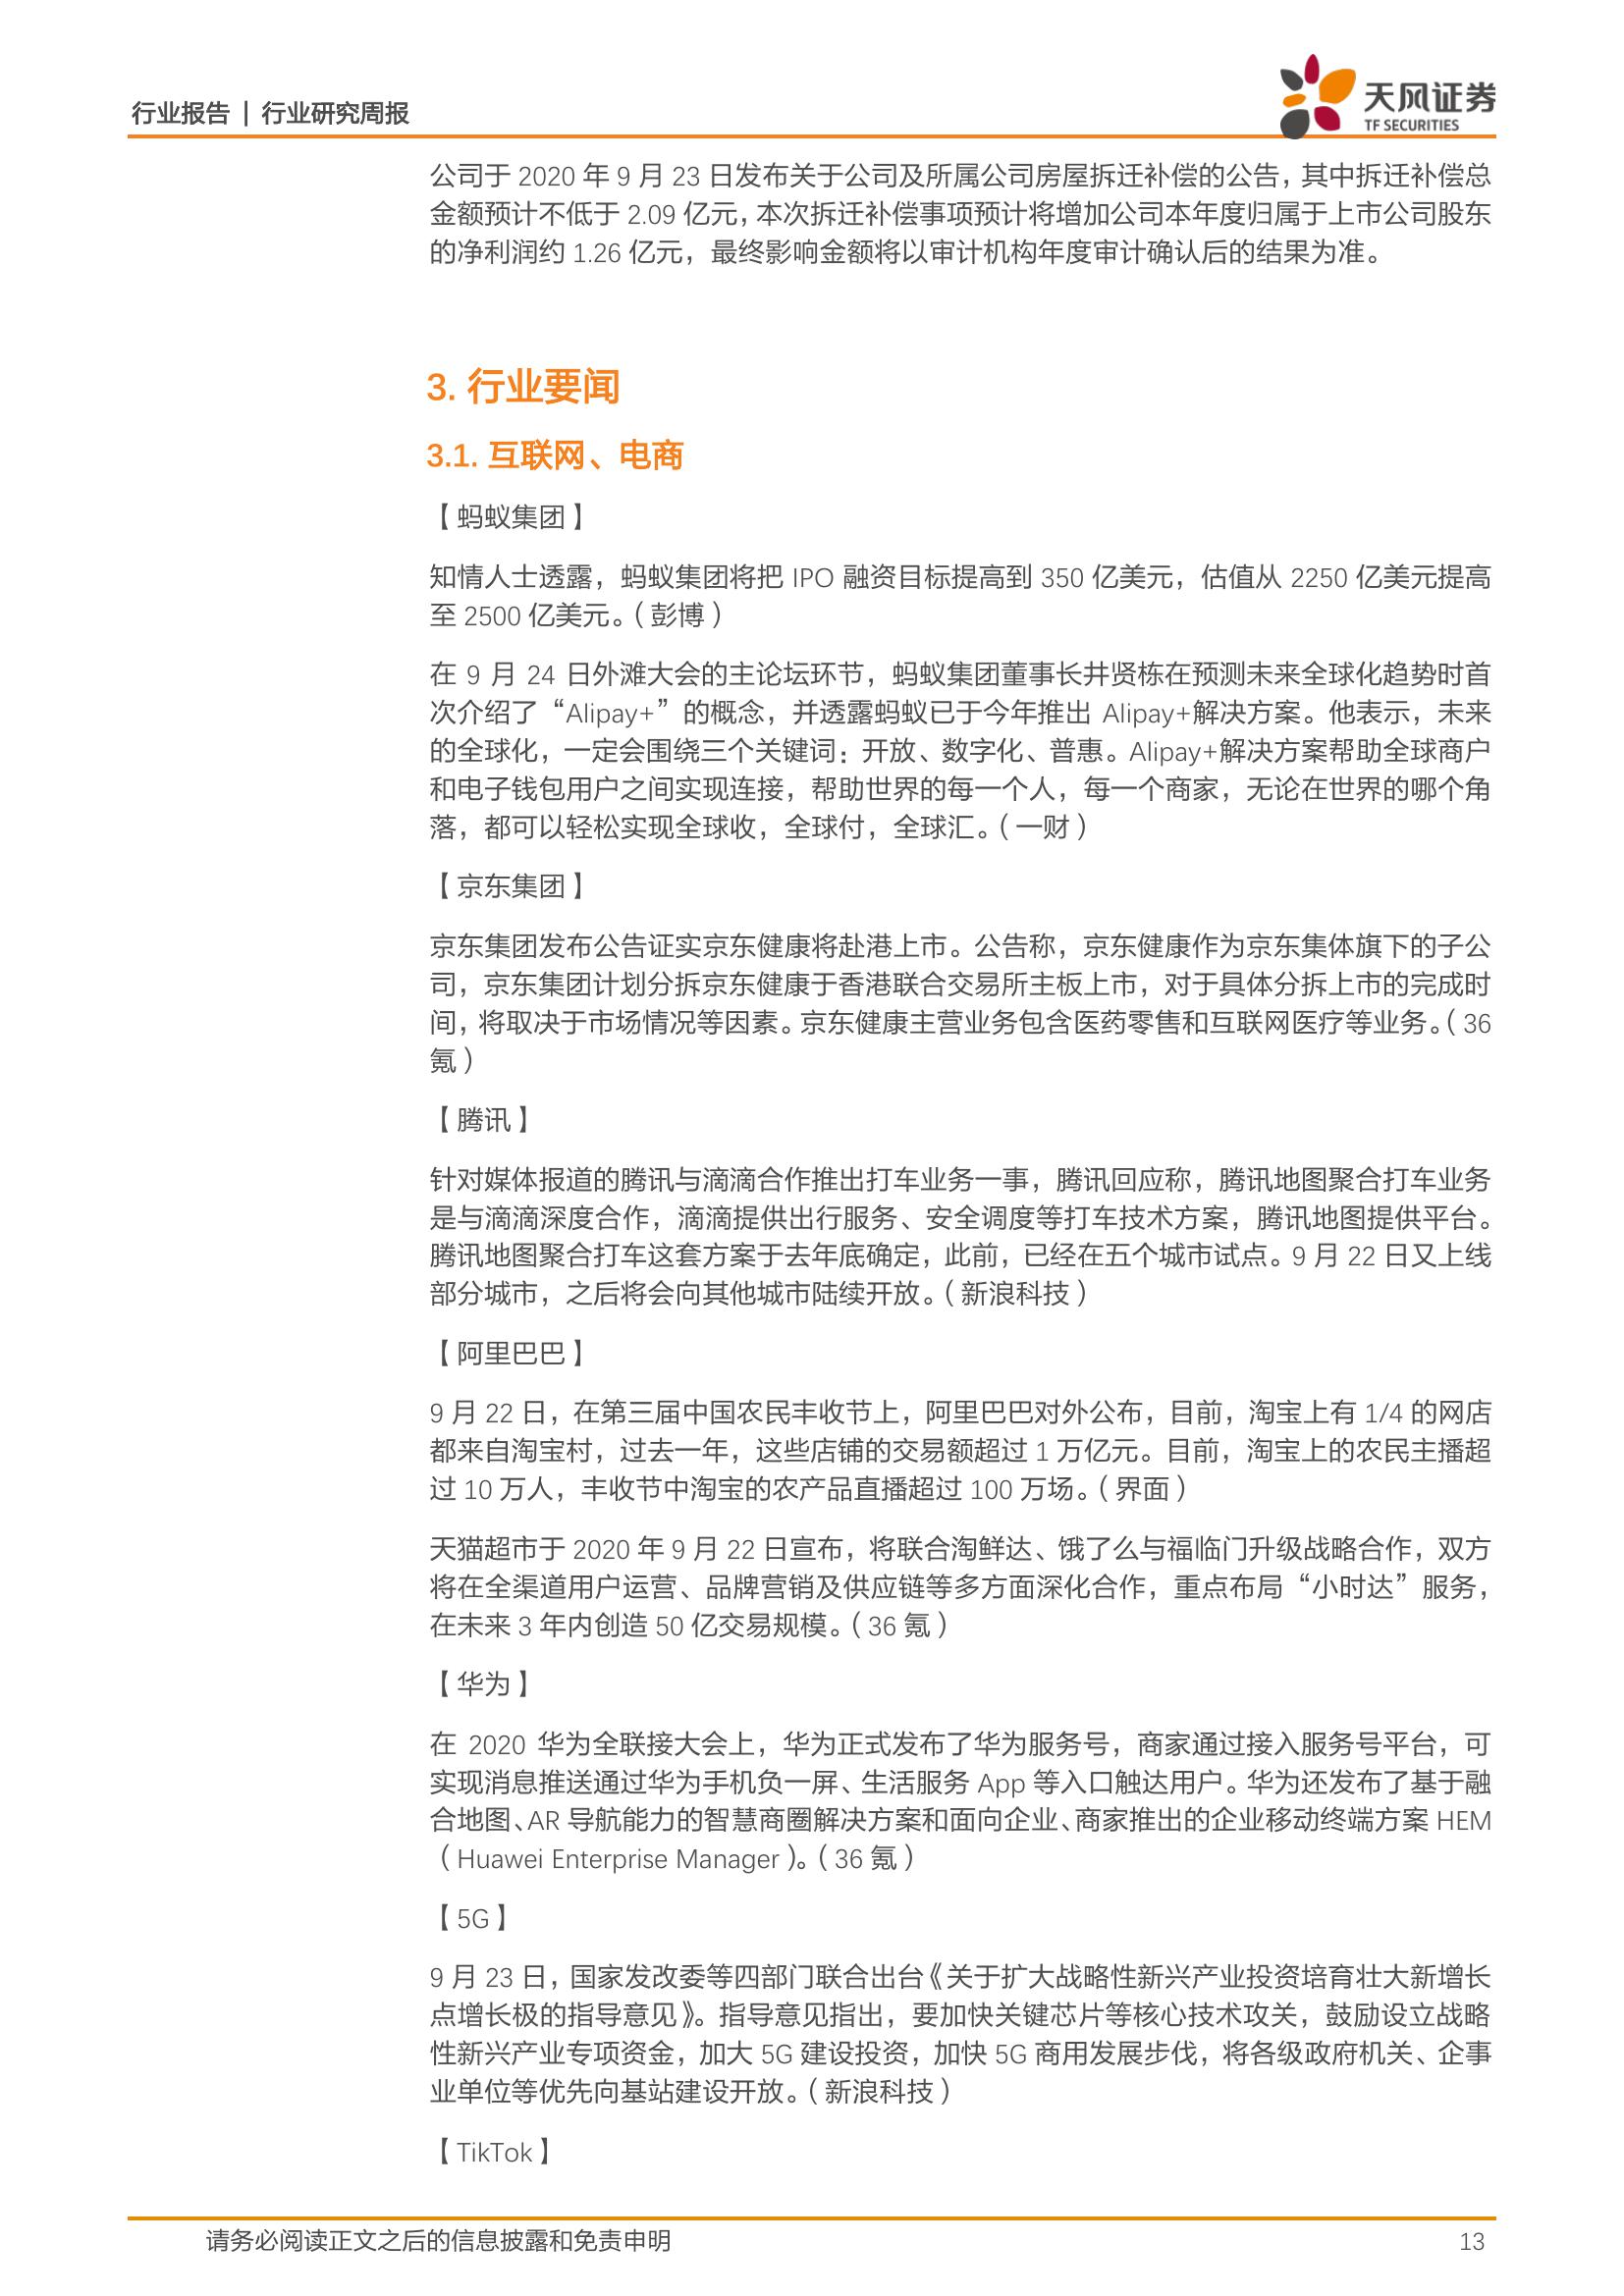 行业报告 | 行业研究周报
天风证券
TF SECURITIES
公司于 2020 年 9 月 23 日发布关于公司及所属公司房屋拆迁补偿的公告，其中拆迁补偿总
金额预计不低于 2.09 亿元，本次拆迁补偿事项预计将增加公司本年度归属于上市公司股东
的净利润约 1.26 亿元，最终影响金额将以审计机构年度审计确认后的结果为准。
3. 行业要闻
3.1. 互联网、电商
【蚂蚁集团】
知情人士透露，蚂蚁集团将把 IPO 融资目标提高到 350 亿美元，估值从 2250 亿美元提高
至 2500 亿美元。（彭博）
在 9 月 24 日外滩大会的主论坛环节，蚂蚁集团董事长井贤栋在预测未来全球化趋势时首
次介绍了“Alipay+”的概念，并透露蚂蚁已于今年推出 Alipay+解决方案。他表示，未来
的全球化，一定会围绕三个关键词：开放、数字化、普惠。Alipay+解决方案帮助全球商户
和电子钱包用户之间实现连接，帮助世界的每一个人，每一个商家，无论在世界的哪个角
落，都可以轻松实现全球收，全球付，全球汇。（一财）
【京东集团】
京东集团发布公告证实京东健康将赴港上市。公告称，京东健康作为京东集体旗下的子公
司，京东集团计划分拆京东健康于香港联合交易所主板上市，对于具体分拆上市的完成时
间，将取决于市场情况等因素。京东健康主营业务包含医药零售和互联网医疗等业务。（36
氪）
【腾讯】
针对媒体报道的腾讯与滴滴合作推出打车业务一事，腾讯回应称，腾讯地图聚合打车业务
是与滴滴深度合作，滴滴提供出行服务、安全调度等打车技术方案，腾讯地图提供平台。
腾讯地图聚合打车这套方案于去年底确定，此前，已经在五个城市试点。9 月 22 日又上线
部分城市，之后将会向其他城市陆续开放。（新浪科技）
【阿里巴巴】
9 月 22 日，在第三届中国农民丰收节上，阿里巴巴对外公布，目前，淘宝上有 1/4 的网店
都来自淘宝村，过去一年，这些店铺的交易额超过 1 万亿元。目前，淘宝上的农民主播超
过 10 万人，丰收节中淘宝的农产品直播超过 100 万场。（界面）
天猫超市于 2020 年 9 月 22 日宣布，将联合淘鲜达、饿了么与福临门升级战略合作，双方
将在全渠道用户运营、品牌营销及供应链等多方面深化合作，重点布局“小时达”服务，
在未来 3 年内创造 50 亿交易规模。（36 氪）
【华为】
在 2020 华为全联接大会上，华为正式发布了华为服务号，商家通过接入服务号平台，可
实现消息推送通过华为手机负一屏、生活服务 App 等入口触达用户。华为还发布了基于融
合地图、AR 导航能力的智慧商圈解决方案和面向企业、商家推出的企业移动终端方案 HEM
（Huawei Enterprise Manager）。（36 氪）
【5G】
9 月 23 日，国家发改委等四部门联合出台《关于扩大战略性新兴产业投资培育壮大新增长
点增长极的指导意见》。指导意见指出，要加快关键芯片等核心技术攻关，鼓励设立战略
性新兴产业专项资金，加大 5G 建设投资，加快 5G 商用发展步伐，将各级政府机关、企事
业单位等优先向基站建设开放。（新浪科技）
【TikTok】
请务必阅读正文之后的信息披露和免责申明
13